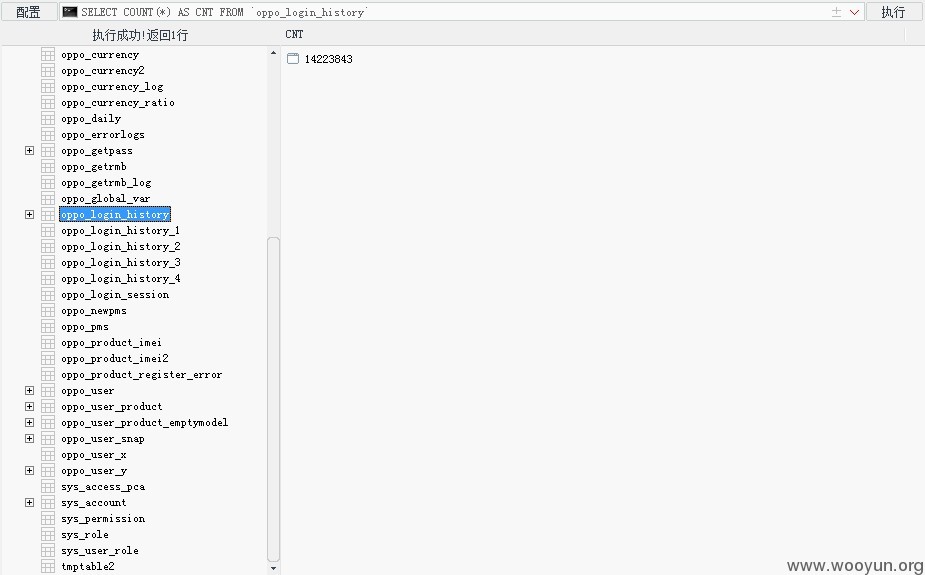 配置 SELECT COUNT(*) AS CNT FROM `oppo_login_history` 执行
执行成功!返回1行 CNT
14223843
oppo_currency
oppo_currency2
oppo_currency_log
oppo_currency_ratio
oppo_daily
oppo_errorlogs
oppo_getpass
oppo_getrmb
oppo_getrmb_log
oppo_global_var
oppo_login_history
oppo_login_history_1
oppo_login_history_2
oppo_login_history_3
oppo_login_history_4
oppo_login_session
oppo_newpms
oppo_pms
oppo_product_imei
oppo_product_imei2
oppo_product_register_error
oppo_user
oppo_user_product
oppo_user_product_emptymodel
oppo_user_snap
oppo_user_x
oppo_user_y
sys_access_pca
sys_account
sys_permission
sys_role
sys_user_role
tmptable2
www.wooyun.org